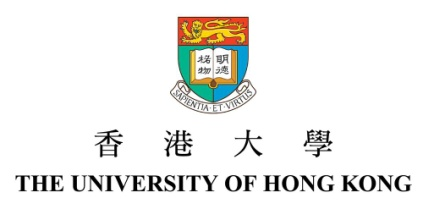 明德
格物
SAPIENTIA·ET·VIRTUS
香港大學
THE UNIVERSITY OF HONG KONG